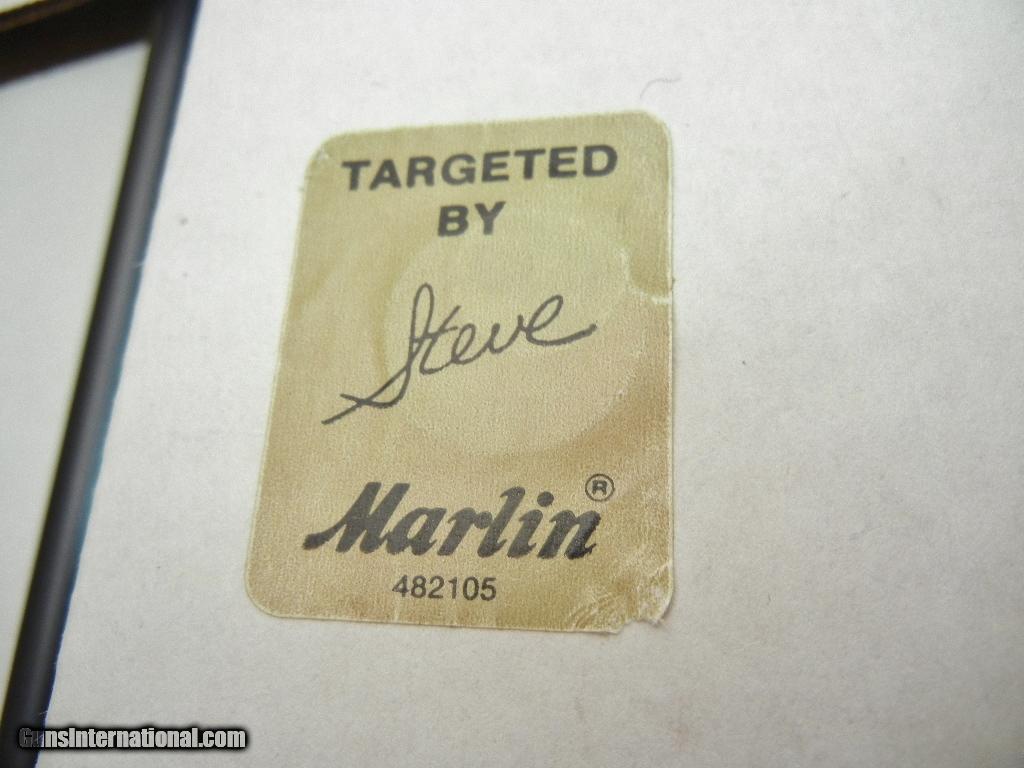 TARGETED
BY
Steve
Marlin®
482105
GunsInternational.com